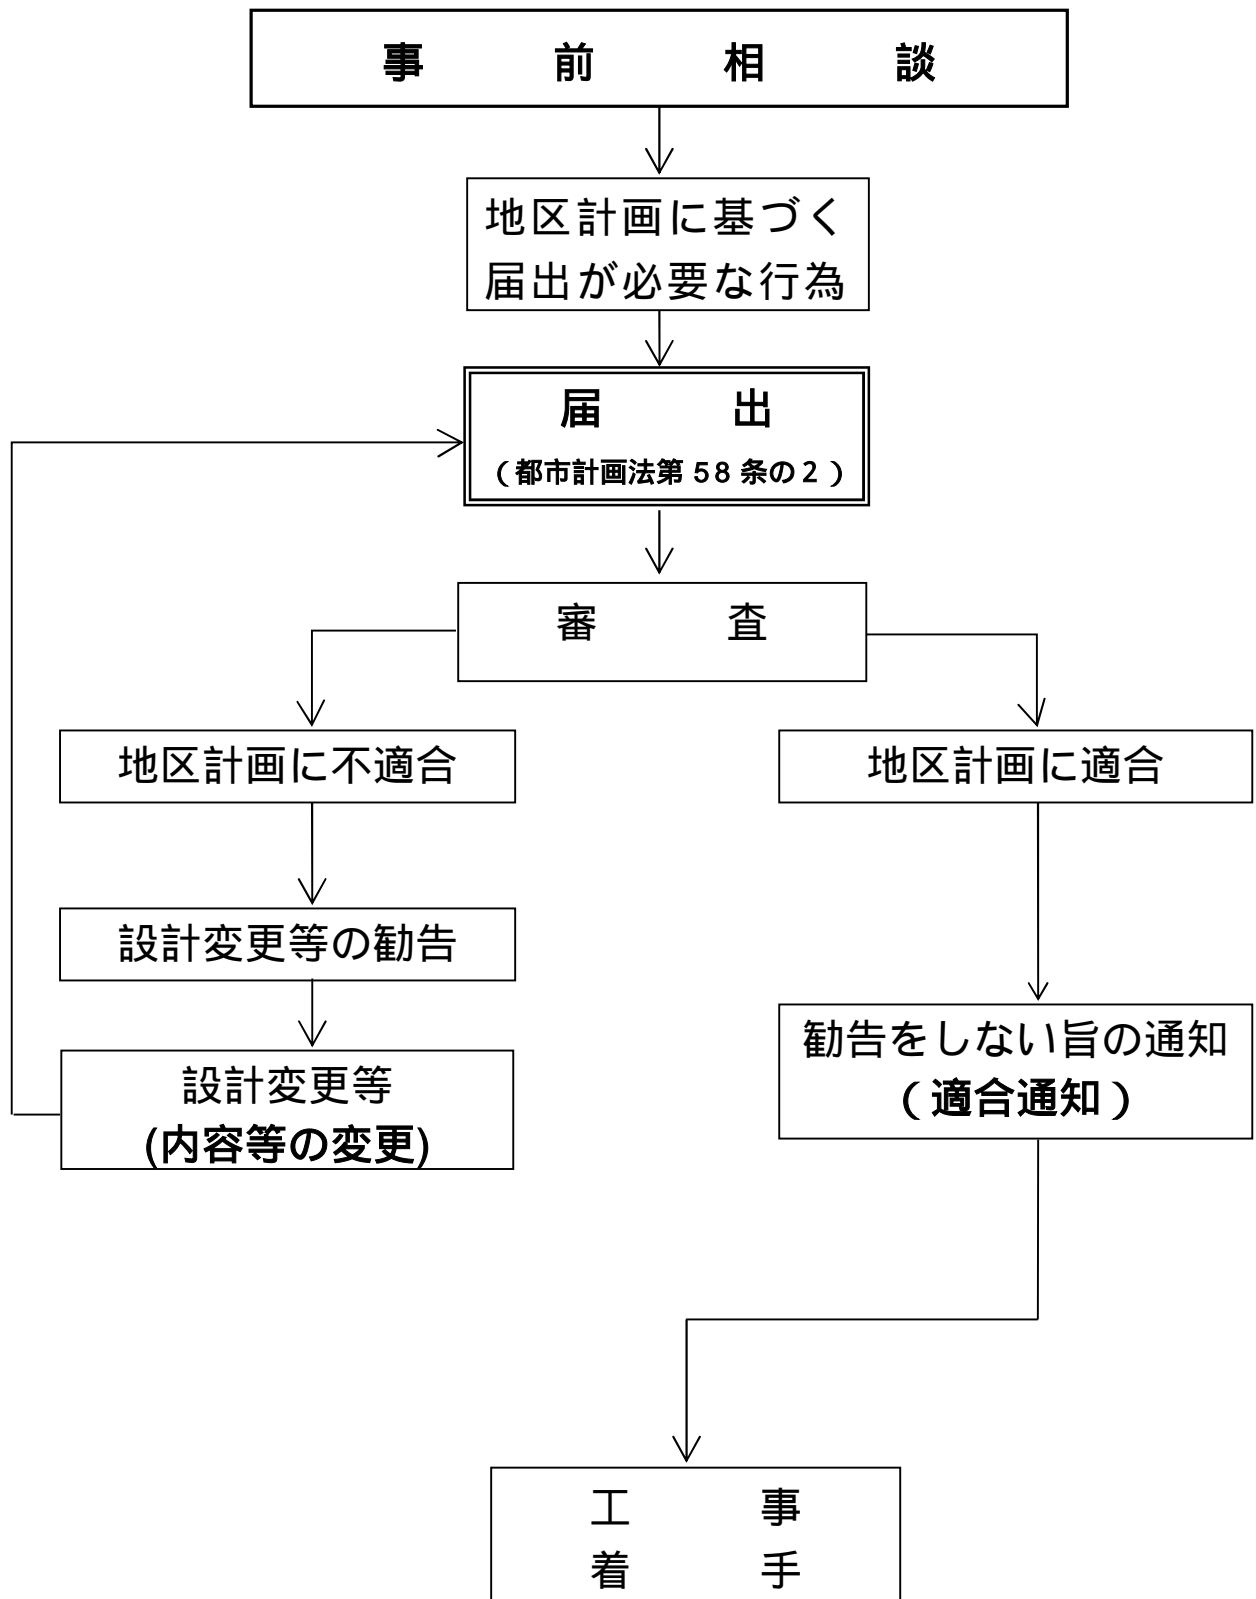 事前相談
地区計画に基づく
届出が必要な行為
届出
（都市計画法第 58 条の２）
審査
地区計画に不適合
地区計画に適合
設計変更等の勧告
勧告をしない旨の通知
（適合通知）
設計変更等
(内容等の変更)
工事
着手